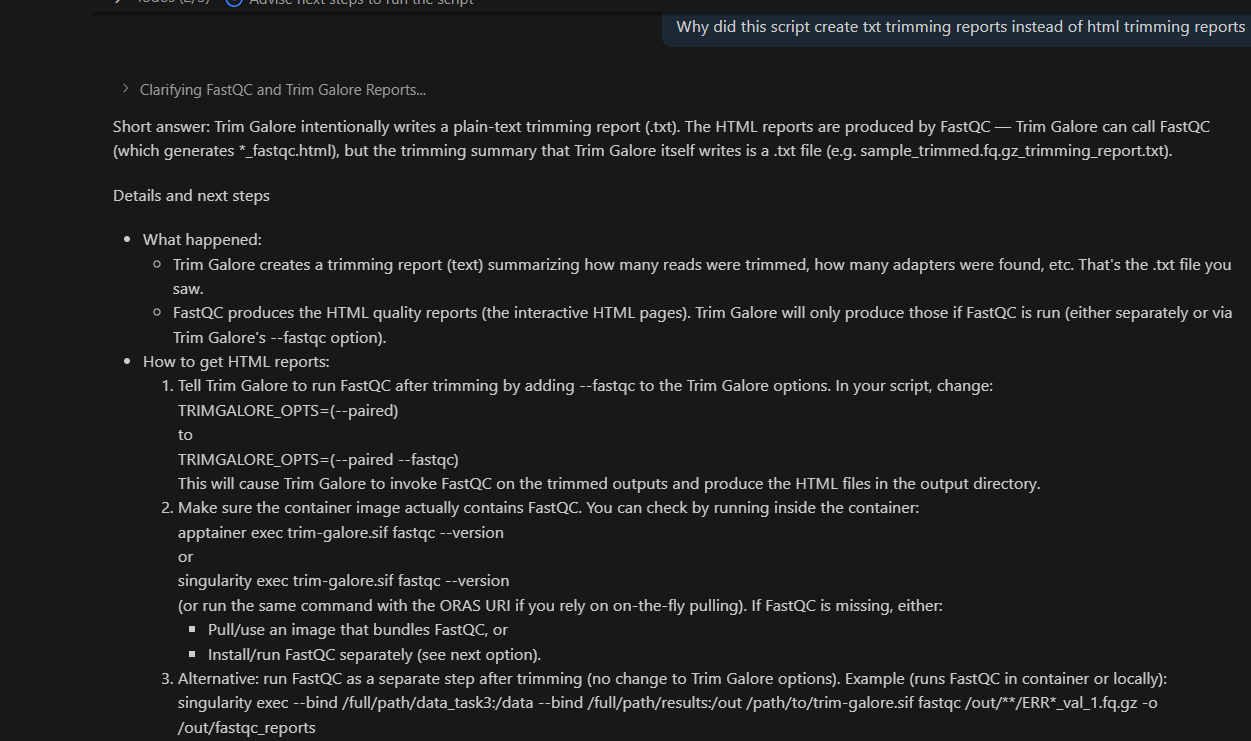 Todos (2/3)
Advise next steps to run the script
Why did this script create txt trimming reports instead of html trimming reports
Clarifying FastQC and Trim Galore Reports...
Short answer: Trim Galore intentionally writes a plain-text trimming report (.txt). The HTML reports are produced by FastQC — Trim Galore can call FastQC
(which generates *_fastqc.html), but the trimming summary that Trim Galore itself writes is a .txt file (e.g. sample_trimmed.fq.gz_trimming_report.txt).
Details and next steps
• What happened:
◦ Trim Galore creates a trimming report (text) summarizing how many reads were trimmed, how many adapters were found, etc. That's the .txt file you
saw.
◦ FastQC produces the HTML quality reports (the interactive HTML pages). Trim Galore will only produce those if FastQC is run (either separately or via
Trim Galore's --fastqc option).
• How to get HTML reports:
1. Tell Trim Galore to run FastQC after trimming by adding --fastqc to the Trim Galore options. In your script, change:
TRIMGALORE_OPTS=(--paired)
to
TRIMGALORE_OPTS=(--paired --fastqc)
This will cause Trim Galore to invoke FastQC on the trimmed outputs and produce the HTML files in the output directory.
2. Make sure the container image actually contains FastQC. You can check by running inside the container:
apptainer exec trim-galore.sif fastqc --version
or
singularity exec trim-galore.sif fastqc --version
(or run the same command with the ORAS URI if you rely on on-the-fly pulling). If FastQC is missing, either:
▪ Pull/use an image that bundles FastQC, or
▪ Install/run FastQC separately (see next option).
3. Alternative: run FastQC as a separate step after trimming (no change to Trim Galore options). Example (runs FastQC in container or locally):
singularity exec --bind /full/path/data_task3:/data --bind /full/path/results:/out /path/to/trim-galore.sif fastqc /out/**/ERR*_val_1.fq.gz -o
/out/fastqc_reports